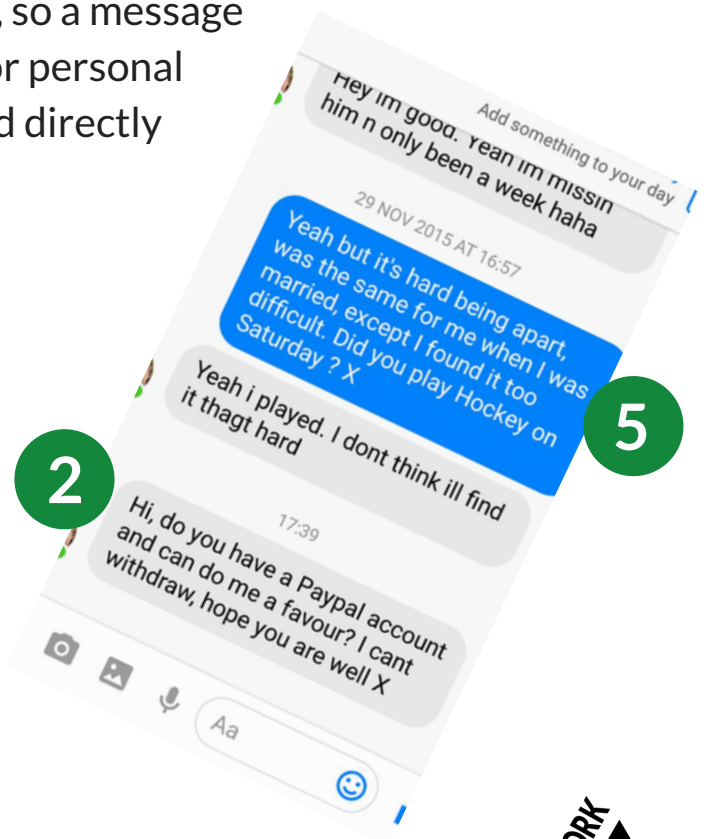 , so a message
or personal
d directly
Add something to your day
Hey im good. Yeah im missin
him n only been a week haha
29 NOV 2015 AT 16:57
Yeah but it's hard being apart,
was the same for me when I was
married, except I found it too
difficult. Did you play Hockey on
Saturday ? X
5
Yeah i played. I dont think ill find
it thagt hard
2
17:39
Hi, do you have a Paypal account
and can do me a favour? I cant
withdraw, hope you are well X
Aa
ORK